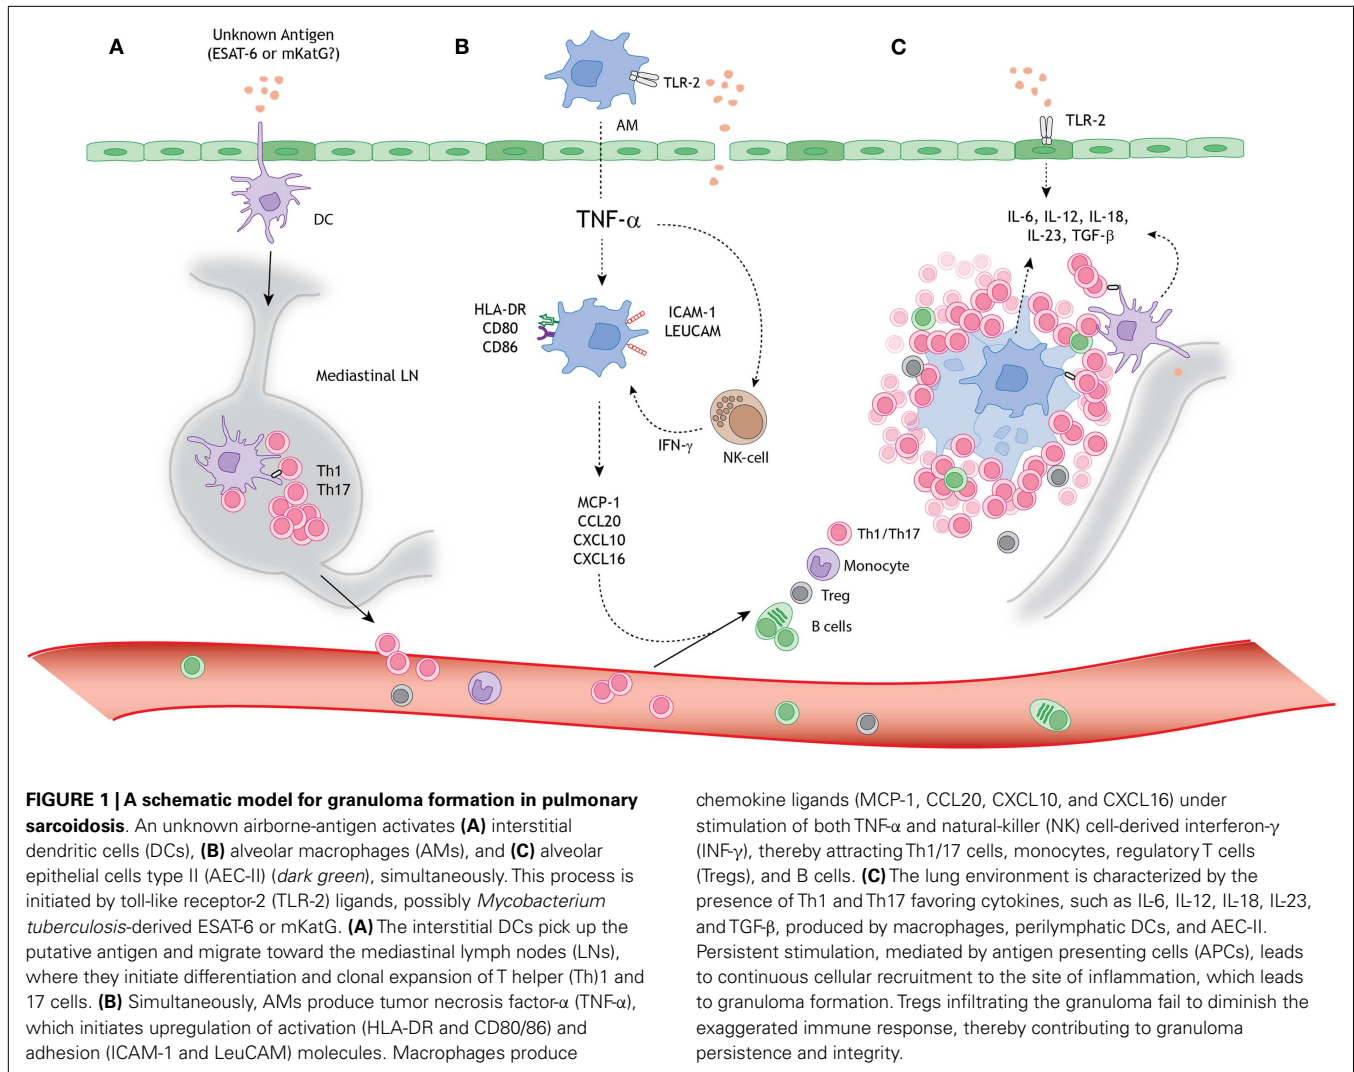 A
Unknown Antigen
(ESAT-6 or mKatG?)
DC
Mediastinal LN
Th1
Th17
B
TLR-2
AM
TNF-α
HLA-DR
CD80
CD86
ICAM-1
LEUCAM
IFN-γ
NK-cell
MCP-1
CCL20
CXCL10
CXCL16
C
TLR-2
IL-6, IL-12, IL-18,
IL-23, TGF-β
Th1/Th17
Monocyte
Treg
B cells
FIGURE 1 | A schematic model for granuloma formation in pulmonary
sarcoidosis. An unknown airborne-antigen activates (A) interstitial
dendritic cells (DCs), (B) alveolar macrophages (AMs), and (C) alveolar
epithelial cells type II (AEC-II) (dark green), simultaneously. This process is
initiated by toll-like receptor-2 (TLR-2) ligands, possibly Mycobacterium
tuberculosis-derived ESAT-6 or mKatG. (A) The interstitial DCs pick up the
putative antigen and migrate toward the mediastinal lymph nodes (LNs),
where they initiate differentiation and clonal expansion of T helper (Th)1 and
17 cells. (B) Simultaneously, AMs produce tumor necrosis factor-α (TNF-α),
which initiates upregulation of activation (HLA-DR and CD80/86) and
adhesion (ICAM-1 and LeuCAM) molecules. Macrophages produce
chemokine ligands (MCP-1, CCL20, CXCL10, and CXCL16) under
stimulation of both TNF-α and natural-killer (NK) cell-derived interferon-γ
(INF-γ), thereby attracting Th1/17 cells, monocytes, regulatory T cells
(Tregs), and B cells. (C) The lung environment is characterized by the
presence of Th1 and Th17 favoring cytokines, such as IL-6, IL-12, IL-18, IL-23,
and TGF-β, produced by macrophages, perilymphatic DCs, and AEC-II.
Persistent stimulation, mediated by antigen presenting cells (APCs), leads
to continuous cellular recruitment to the site of inflammation, which leads
to granuloma formation. Tregs infiltrating the granuloma fail to diminish the
exaggerated immune response, thereby contributing to granuloma
persistence and integrity.